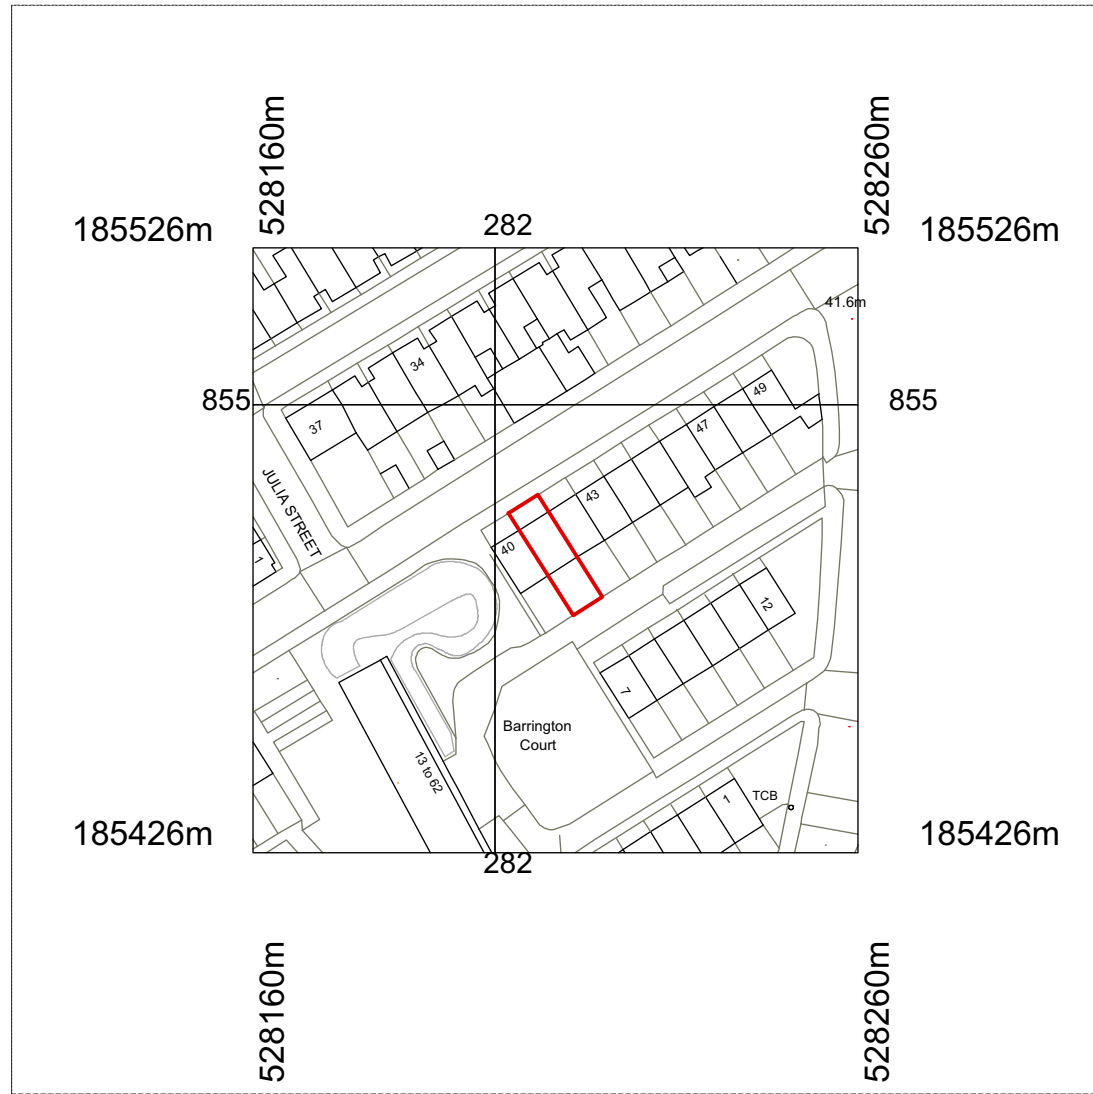 528160m
528260m
185526m
282
185526m
41.6m
34
49
855
855
37
47
JULIA STREET
43
40
1
12
7
Barrington
Court
13 to 62
1
TCB
185426m
185426m
282
528160m
528260m